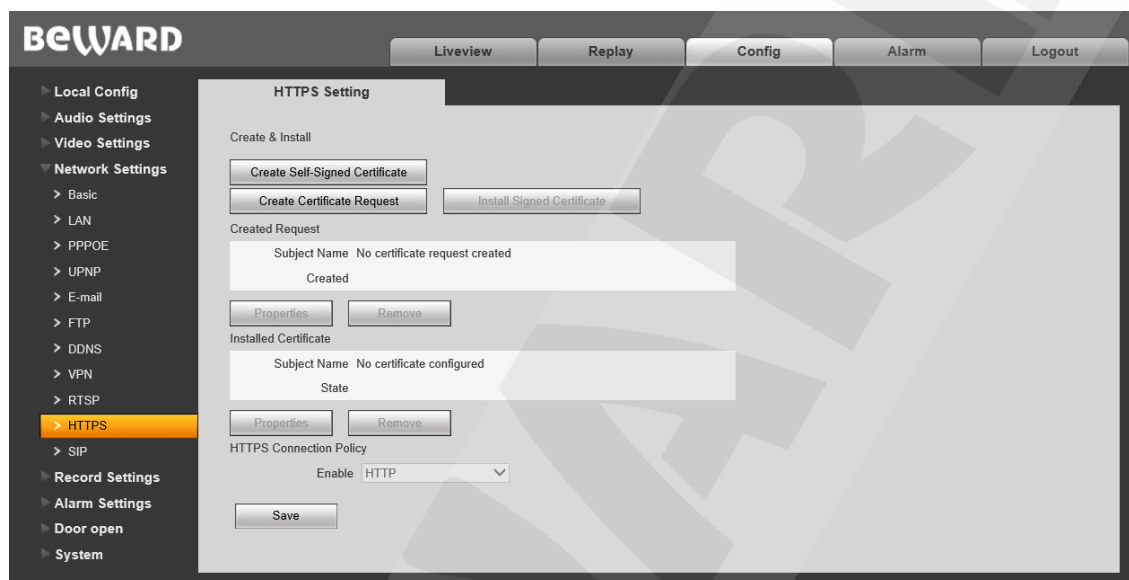 BEWARD
Liveview Replay Config Alarm Logout
Local Config
Audio Settings
Video Settings
Network Settings
> Basic
> LAN
> PPPOE
> UPNP
> E-mail
> FTP
> DDNS
> VPN
> RTSP
> HTTPS
> SIP
Record Settings
Alarm Settings
Door open
System
HTTPS Setting
Create & Install
Create Self-Signed Certificate
Create Certificate Request Install Signed Certificate
Created Request
Subject Name No certificate request created
Created
Properties Remove
Installed Certificate
Subject Name No certificate configured
State
Properties Remove
HTTPS Connection Policy
Enable HTTP
Save